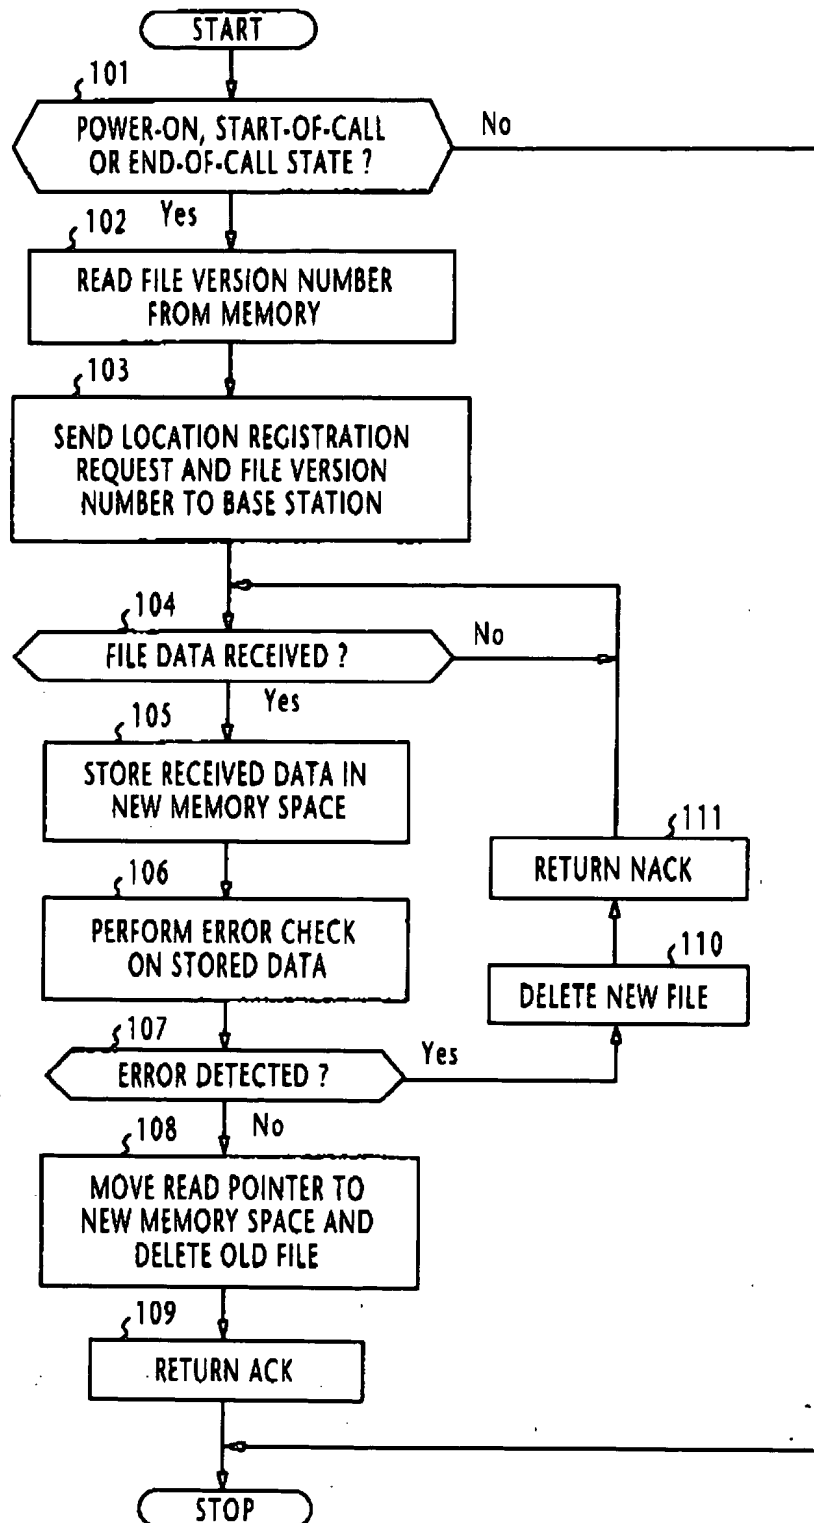 START
101
POWER-ON, START-OF-CALL
OR END-OF-CALL STATE ?
No
Yes
102
READ FILE VERSION NUMBER
FROM MEMORY
103
SEND LOCATION REGISTRATION
REQUEST AND FILE VERSION
NUMBER TO BASE STATION
104
FILE DATA RECEIVED ?
No
Yes
105
STORE RECEIVED DATA IN
NEW MEMORY SPACE
111
RETURN NACK
106
PERFORM ERROR CHECK
ON STORED DATA
110
DELETE NEW FILE
107
ERROR DETECTED ?
Yes
No
108
MOVE READ POINTER TO
NEW MEMORY SPACE AND
DELETE OLD FILE
109
RETURN ACK
STOP